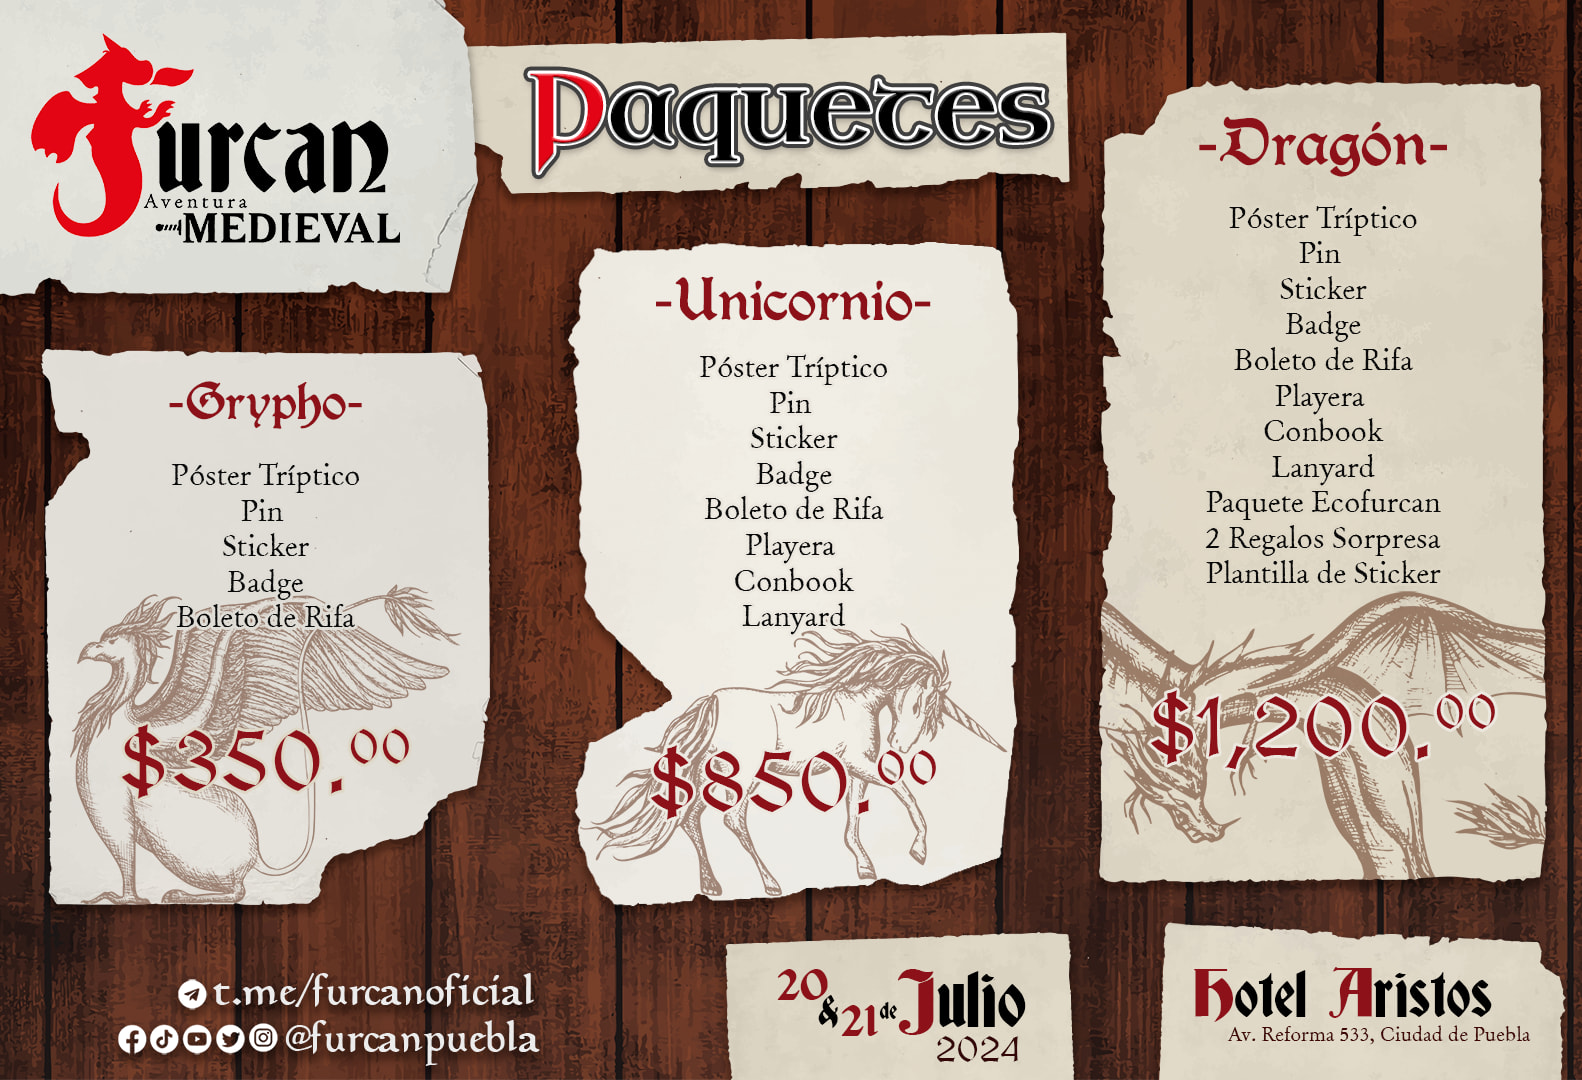 Furcan
Aventura
MEDIEVAL
Paquetes
-Grypho-
Póster Tríptico
Pin
Sticker
Badge
Boleto de Rifa
$350.00
-Unicornio-
Póster Tríptico
Pin
Sticker
Badge
Boleto de Rifa
Playera
Conbook
Lanyard
$850.00
-Dragón-
Póster Tríptico
Pin
Sticker
Badge
Boleto de Rifa
Playera
Conbook
Lanyard
Paquete Ecofurcan
2 Regalos Sorpresa
Plantilla de Sticker
$1,200.00
t.me/furcanoficial
@furcanpuebla
20 & 21 de Julio
2024
Hotel Aristos
Av. Reforma 533, Ciudad de Puebla